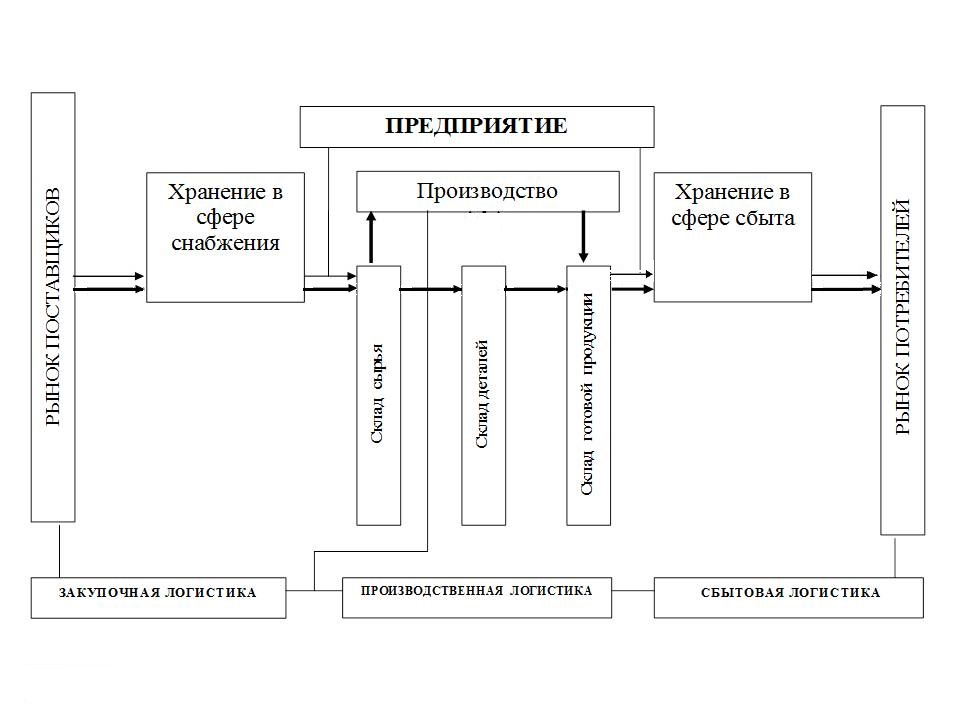 ПРЕДПРИЯТИЕ
РЫНОК ПОСТАВЩИКОВ
Хранение в
сфере
снабжения
Производство
Хранение в
сфере сбыта
РЫНОК ПОТРЕБИТЕЛЕЙ
Склад сырья
Склад деталей
Склад готовой продукции
ЗАКУПОЧНАЯ ЛОГИСТИКА
ПРОИЗВОДСТВЕННАЯ ЛОГИСТИКА
СБЫТОВАЯ ЛОГИСТИКА